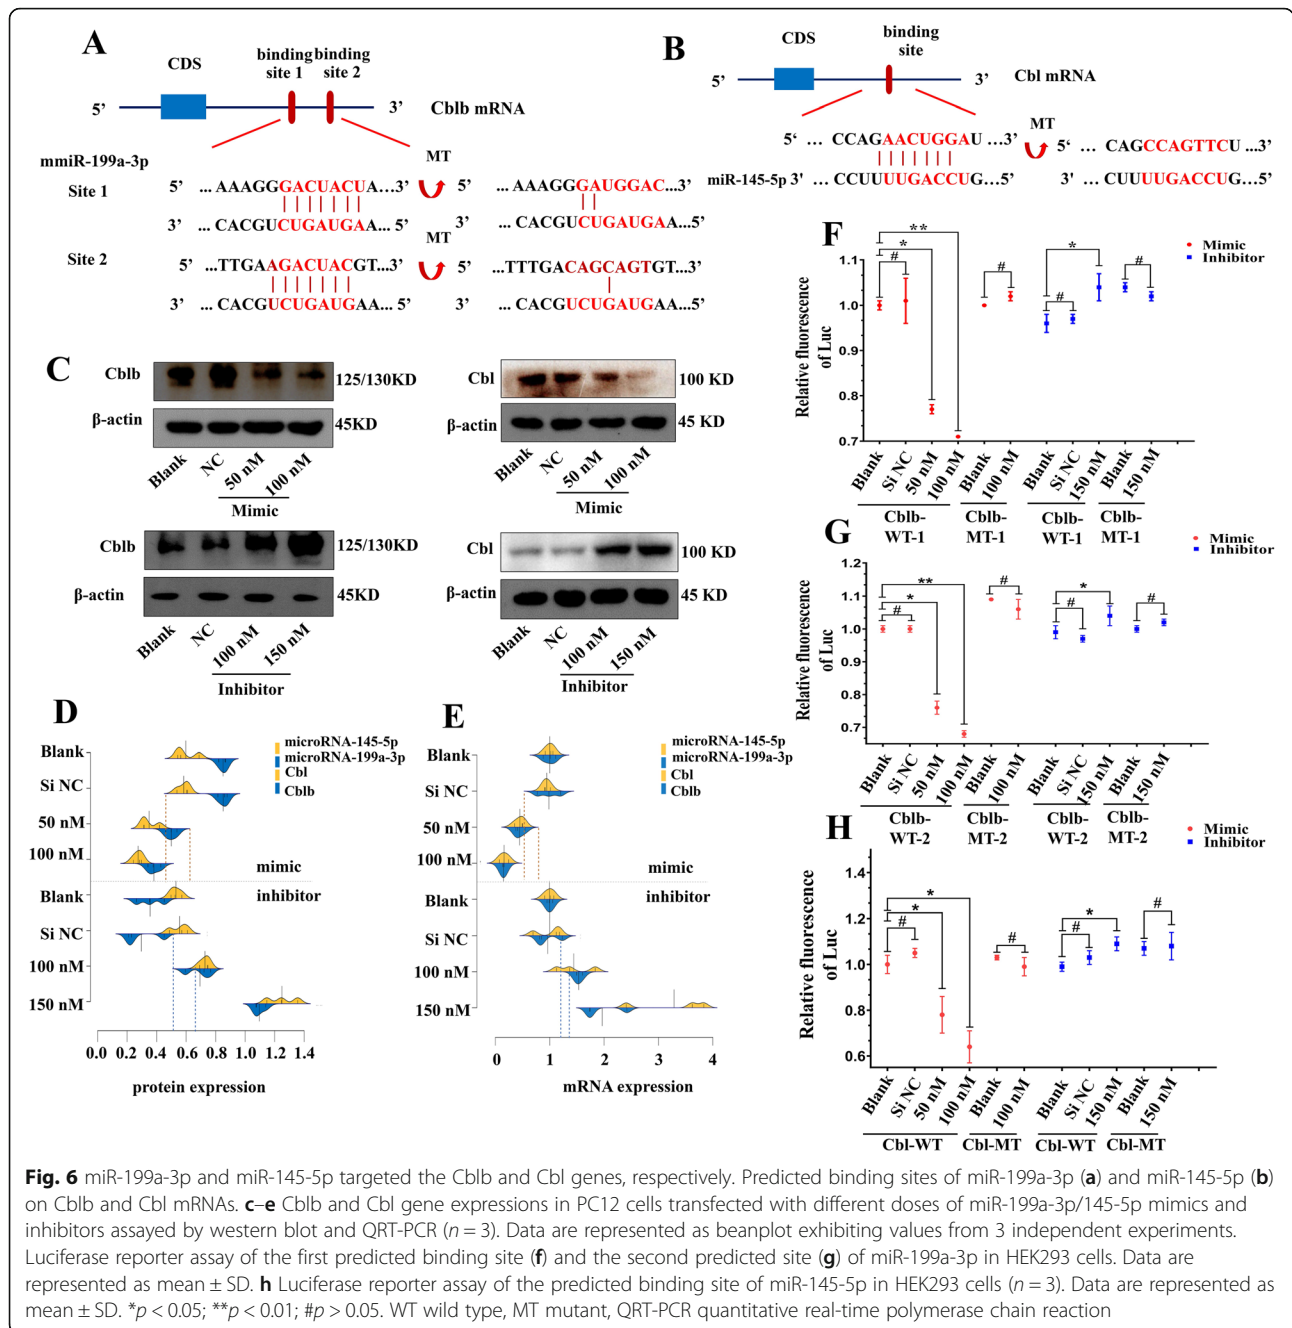 A
binding binding
site 1 site 2
CDS
5’ 3’ Cblb mRNA
mmiR-199a-3p
MT
Site 1 5’ ... AAAGGGACUACUA...3’ 5’ ... AAAGGGAUGGAC...3’
3’ ... CACGUCUGAUGAA... 5’ 3’ ... CACGUCUGAUGAA...5’
MT
Site 2 5’ ...TTGAAGACUACGT...3’ 5’ ...TTTGACAGCAGTGT...3’
3’ ... CACGUCUGAUGAA... 5’ 3’ ... CACGUCUGAUGAA...5’
B
binding
site
CDS
5’ 3’ Cbl mRNA
MT
5‘ ... CCAGAACUGGAU ...3’ 5‘ ... CAGCCAGTTCU ...3’
miR-145-5p 3’ ... CCUUUUGACCUG...5’ 3’ ... CUUUUGACCUG...5’
C
Cblb 125/130KD
β-actin 45KD
Blank NC 50 nM 100 nM
Mimic
Cbl 100 KD
β-actin 45 KD
Blank NC 50 nM 100 nM
Mimic
Cblb 125/130KD
β-actin 45KD
Blank NC 100 nM 150 nM
Inhibitor
Cbl 100 KD
β-actin 45 KD
Blank NC 100 nM 150 nM
Inhibitor
D
microRNA-145-5p
microRNA-199a-3p
Cbl
Cblb
Blank
Si NC
50 nM
100 nM
mimic
inhibitor
Blank
Si NC
100 nM
150 nM
0.0 0.2 0.4 0.6 0.8 1.0 1.2 1.4
protein expression
E
microRNA-145-5p
microRNA-199a-3p
Cbl
Cblb
Blank
Si NC
50 nM
100 nM
mimic
inhibitor
Blank
Si NC
100 nM
150 nM
0 1 2 3 4
mRNA expression
F
Mimic
Inhibitor
Relative fluorescence
of Luc
1.1
1.0
0.9
0.8
0.7
**
*
#
#
*
#
#
Blank Si NC 50 nM 100 nM Blank 100 nM Blank Si NC 150 nM Blank 150 nM
Cblb-WT-1 Cblb-MT-1 Cblb-WT-1 Cblb-MT-1
G
Mimic
Inhibitor
Relative fluorescence
of Luc
1.2
1.1
1.0
0.9
0.8
0.7
**
*
#
#
*
#
#
Blank Si NC 50 nM 100 nM Blank 100 nM Blank Si NC 150 nM Blank 150 nM
Cblb-WT-2 Cblb-MT-2 Cblb-WT-2 Cblb-MT-2
H
Mimic
Inhibitor
Relative fluorescence
of Luc
1.4
1.2
1.0
0.8
0.6
*
*
#
#
*
#
#
Blank Si NC 50 nM 100 nM Blank 100 nM Blank Si NC 150 nM Blank 150 nM
Cbl-WT Cbl-MT Cbl-WT Cbl-MT
Fig. 6 miR-199a-3p and miR-145-5p targeted the Cblb and Cbl genes, respectively. Predicted binding sites of miR-199a-3p (a) and miR-145-5p (b)
on Cblb and Cbl mRNAs. c–e Cblb and Cbl gene expressions in PC12 cells transfected with different doses of miR-199a-3p/145-5p mimics and
inhibitors assayed by western blot and QRT-PCR (n = 3). Data are represented as beanplot exhibiting values from 3 independent experiments.
Luciferase reporter assay of the first predicted binding site (f) and the second predicted site (g) of miR-199a-3p in HEK293 cells. Data are
represented as mean ± SD. h Luciferase reporter assay of the predicted binding site of miR-145-5p in HEK293 cells (n = 3). Data are represented as
mean ± SD. *p < 0.05; **p < 0.01; #p > 0.05. WT wild type, MT mutant, QRT-PCR quantitative real-time polymerase chain reaction